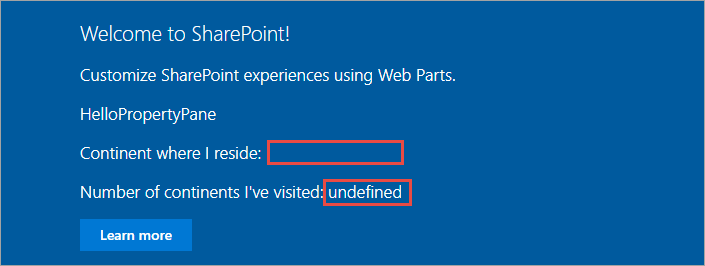 Welcome to SharePoint!
Customize SharePoint experiences using Web Parts.
HelloPropertyPane
Continent where I reside:
Number of continents I've visited: undefined
Learn more